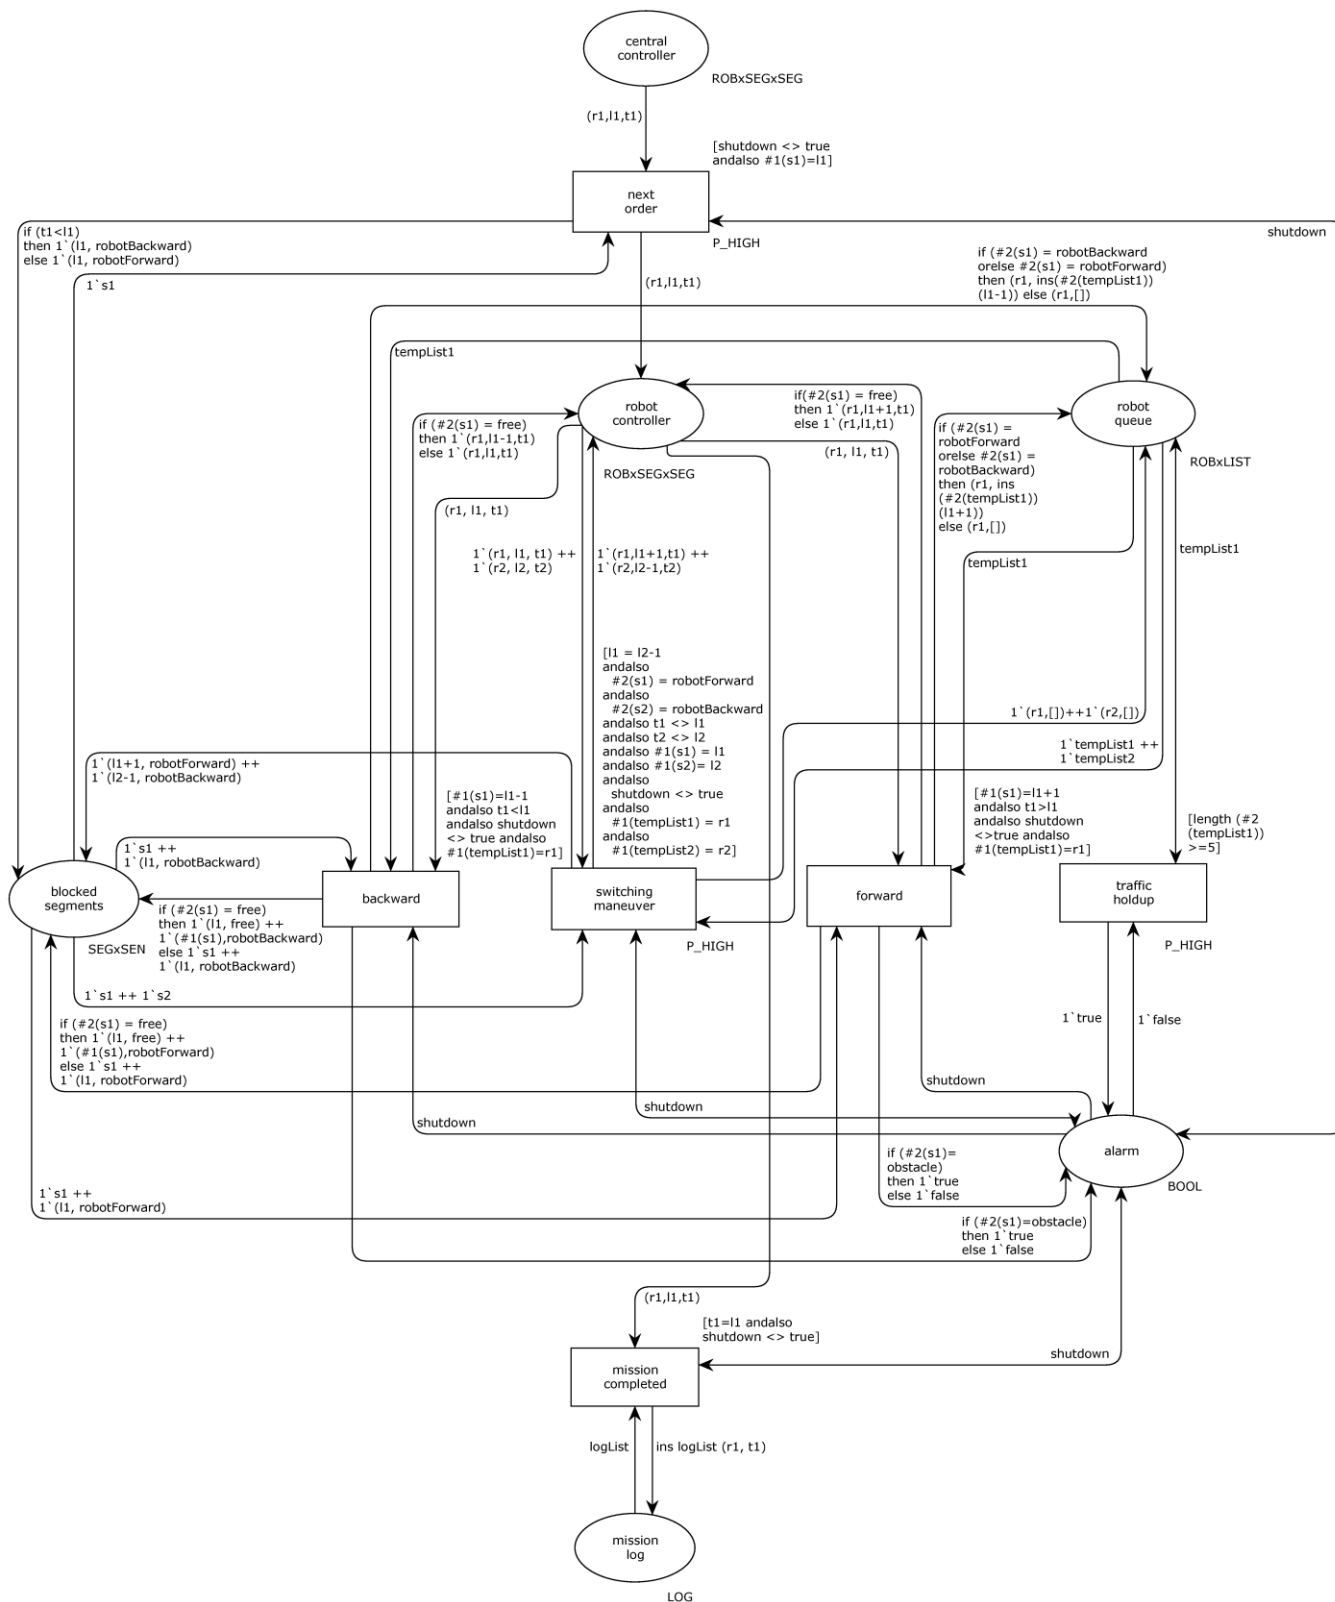 central
controller
ROBxSEGxSEG
(r1,l1,t1)
[shutdown <> true
andalso #1(s1)=l1]
next
order
P_HIGH
shutdown
if (t1<l1)
then 1`(l1, robotBackward)
else 1`(l1, robotForward)
1`s1
(r1,l1,t1)
if (#2(s1) = robotBackward
orelse #2(s1) = robotForward)
then (r1, ins(#2(tempList1))
(l1-1)) else (r1,[])
tempList1
robot
controller
ROBxSEGxSEG
if (#2(s1) = free)
then 1`(r1,l1-1,t1)
else 1`(r1,l1,t1)
if(#2(s1) = free)
then 1`(r1,l1+1,t1)
else 1`(r1,l1,t1)
robot
queue
ROBxLIST
(r1, l1, t1)
(r1, l1, t1)
if (#2(s1) =
robotForward
orelse #2(s1) =
robotBackward)
then (r1, ins
(#2(tempList1))
(l1+1))
else (r1,[])
1`(r1, l1, t1) ++
1`(r2, l2, t2)
1`(r1,l1+1,t1) ++
1`(r2,l2-1,t2)
tempList1
tempList1
[l1 = l2-1
andalso
#2(s1) = robotForward
andalso
#2(s2) = robotBackward
andalso t1 <> l1
andalso t2 <> l2
andalso #1(s1) = l1
andalso #1(s2)= l2
andalso
shutdown <> true
andalso
#1(tempList1) = r1
andalso
#1(tempList2) = r2]
1`(r1,[])++1`(r2,[])
1`tempList1 ++
1`tempList2
1`(l1+1, robotForward) ++
1`(l2-1, robotBackward)
[#1(s1)=l1-1
andalso t1<l1
andalso shutdown
<> true andalso
#1(tempList1)=r1]
[#1(s1)=l1+1
andalso t1>l1
andalso shutdown
<>true andalso
#1(tempList1)=r1]
[length (#2
(tempList1))
>=5]
1`s1 ++
1`(l1, robotBackward)
blocked
segments
SEGxSEN
backward
switching
maneuver
P_HIGH
forward
traffic
holdup
P_HIGH
if (#2(s1) = free)
then 1`(l1, free) ++
1`(#1(s1),robotBackward)
else 1`s1 ++
1`(l1, robotBackward)
1`s1 ++ 1`s2
if (#2(s1) = free)
then 1`(l1, free) ++
1`(#1(s1),robotForward)
else 1`s1 ++
1`(l1, robotForward)
1`true
1`false
shutdown
shutdown
shutdown
alarm
BOOL
if (#2(s1)=
obstacle)
then 1`true
else 1`false
1`s1 ++
1`(l1, robotForward)
if (#2(s1)=obstacle)
then 1`true
else 1`false
(r1,l1,t1)
[t1=l1 andalso
shutdown <> true]
shutdown
mission
completed
logList
ins logList (r1, t1)
mission
log
LOG